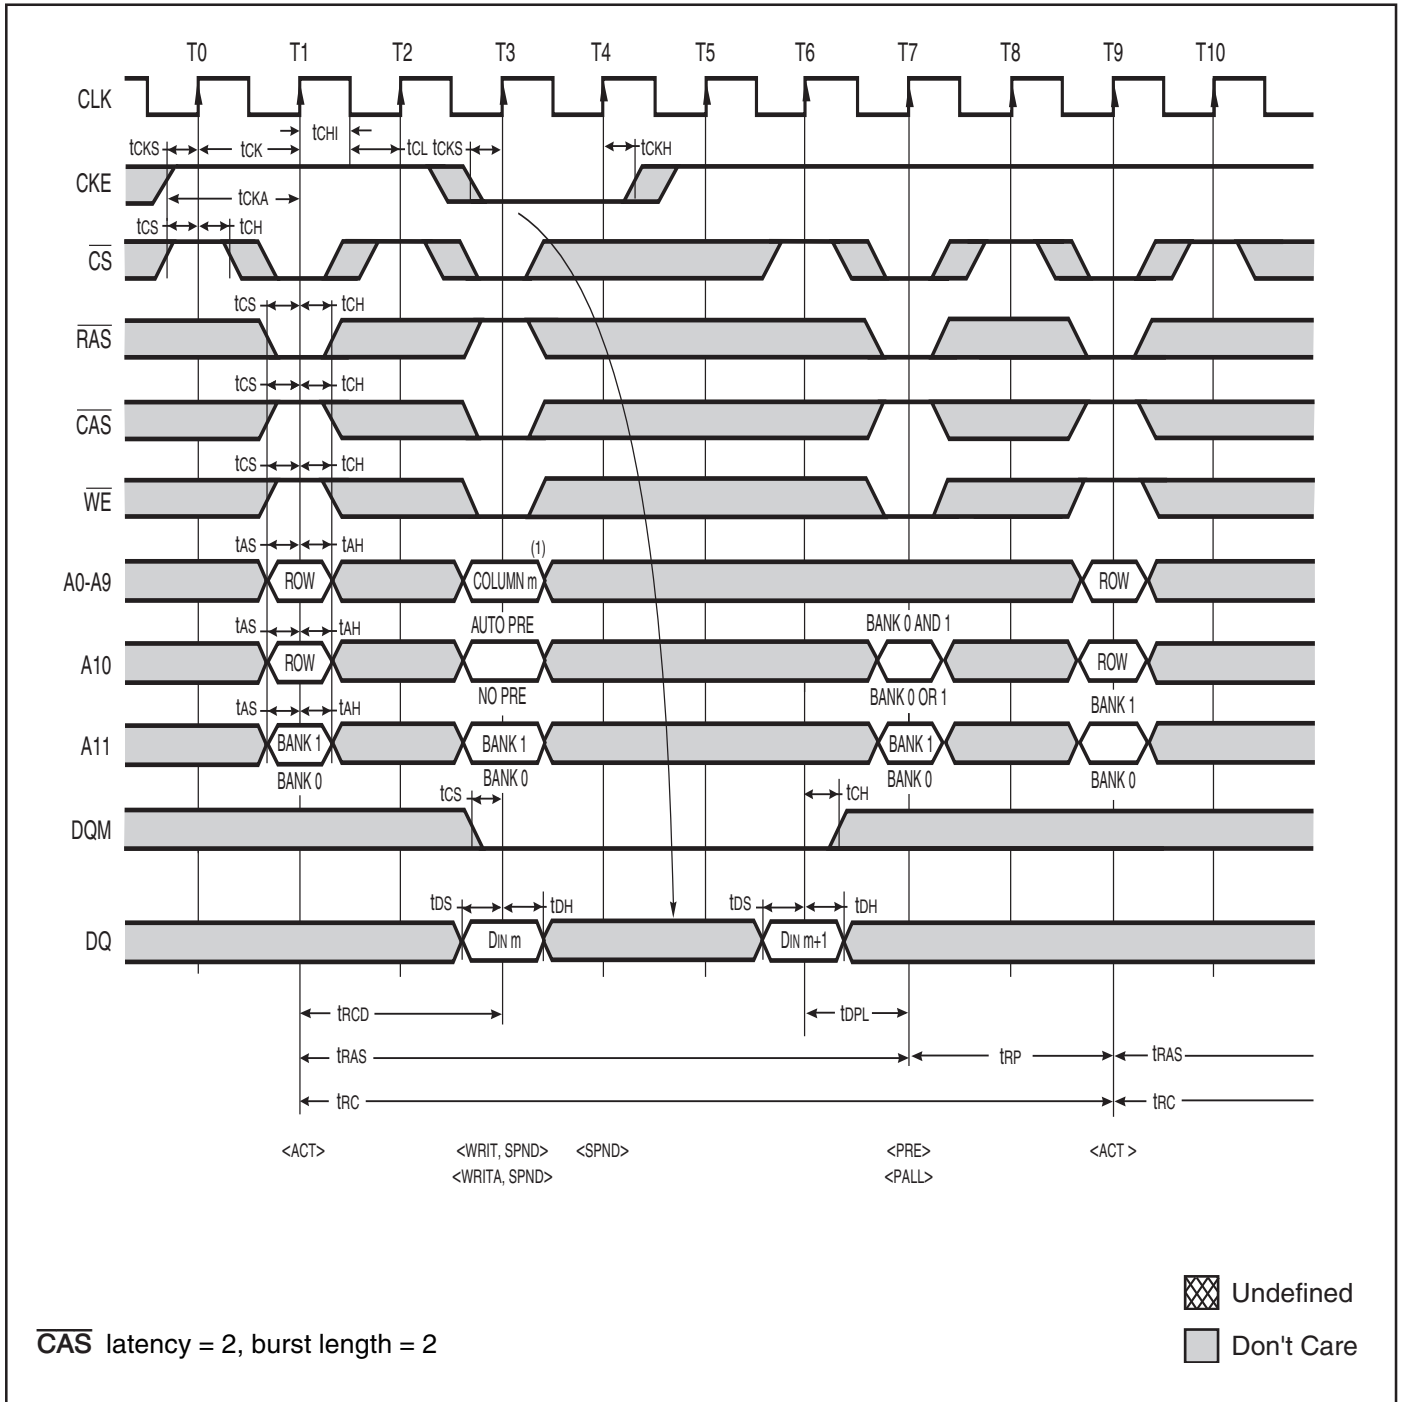 T0 T1 T2 T3 T4 T5 T6 T7 T8 T9 T10
CLK
tCHI
tCKS tCK tCL tCKS tCKH
CKE
tCKA
tCS tCH
CS
tCS tCH
RAS
tCS tCH
CAS
tCS tCH
WE
tAS tAH (1)
A0-A9 ROW COLUMN m ROW
tAS tAH AUTO PRE BANK 0 AND 1
A10 ROW ROW
NO PRE BANK 0 OR 1 BANK 1
tAS tAH
A11 BANK 1 BANK 1 BANK 1
BANK 0 BANK 0 BANK 0 BANK 0
tCS tCH
DQM
tDS tDH tDS tDH
DQ DIN m DIN m+1
tRCD tDPL
tRAS tRP tRAS
tRC tRC
<ACT> <WRIT, SPND> <SPND> <PRE> <ACT >
<WRITA, SPND> <PALL>
Undefined
CAS latency = 2, burst length = 2
Don't Care